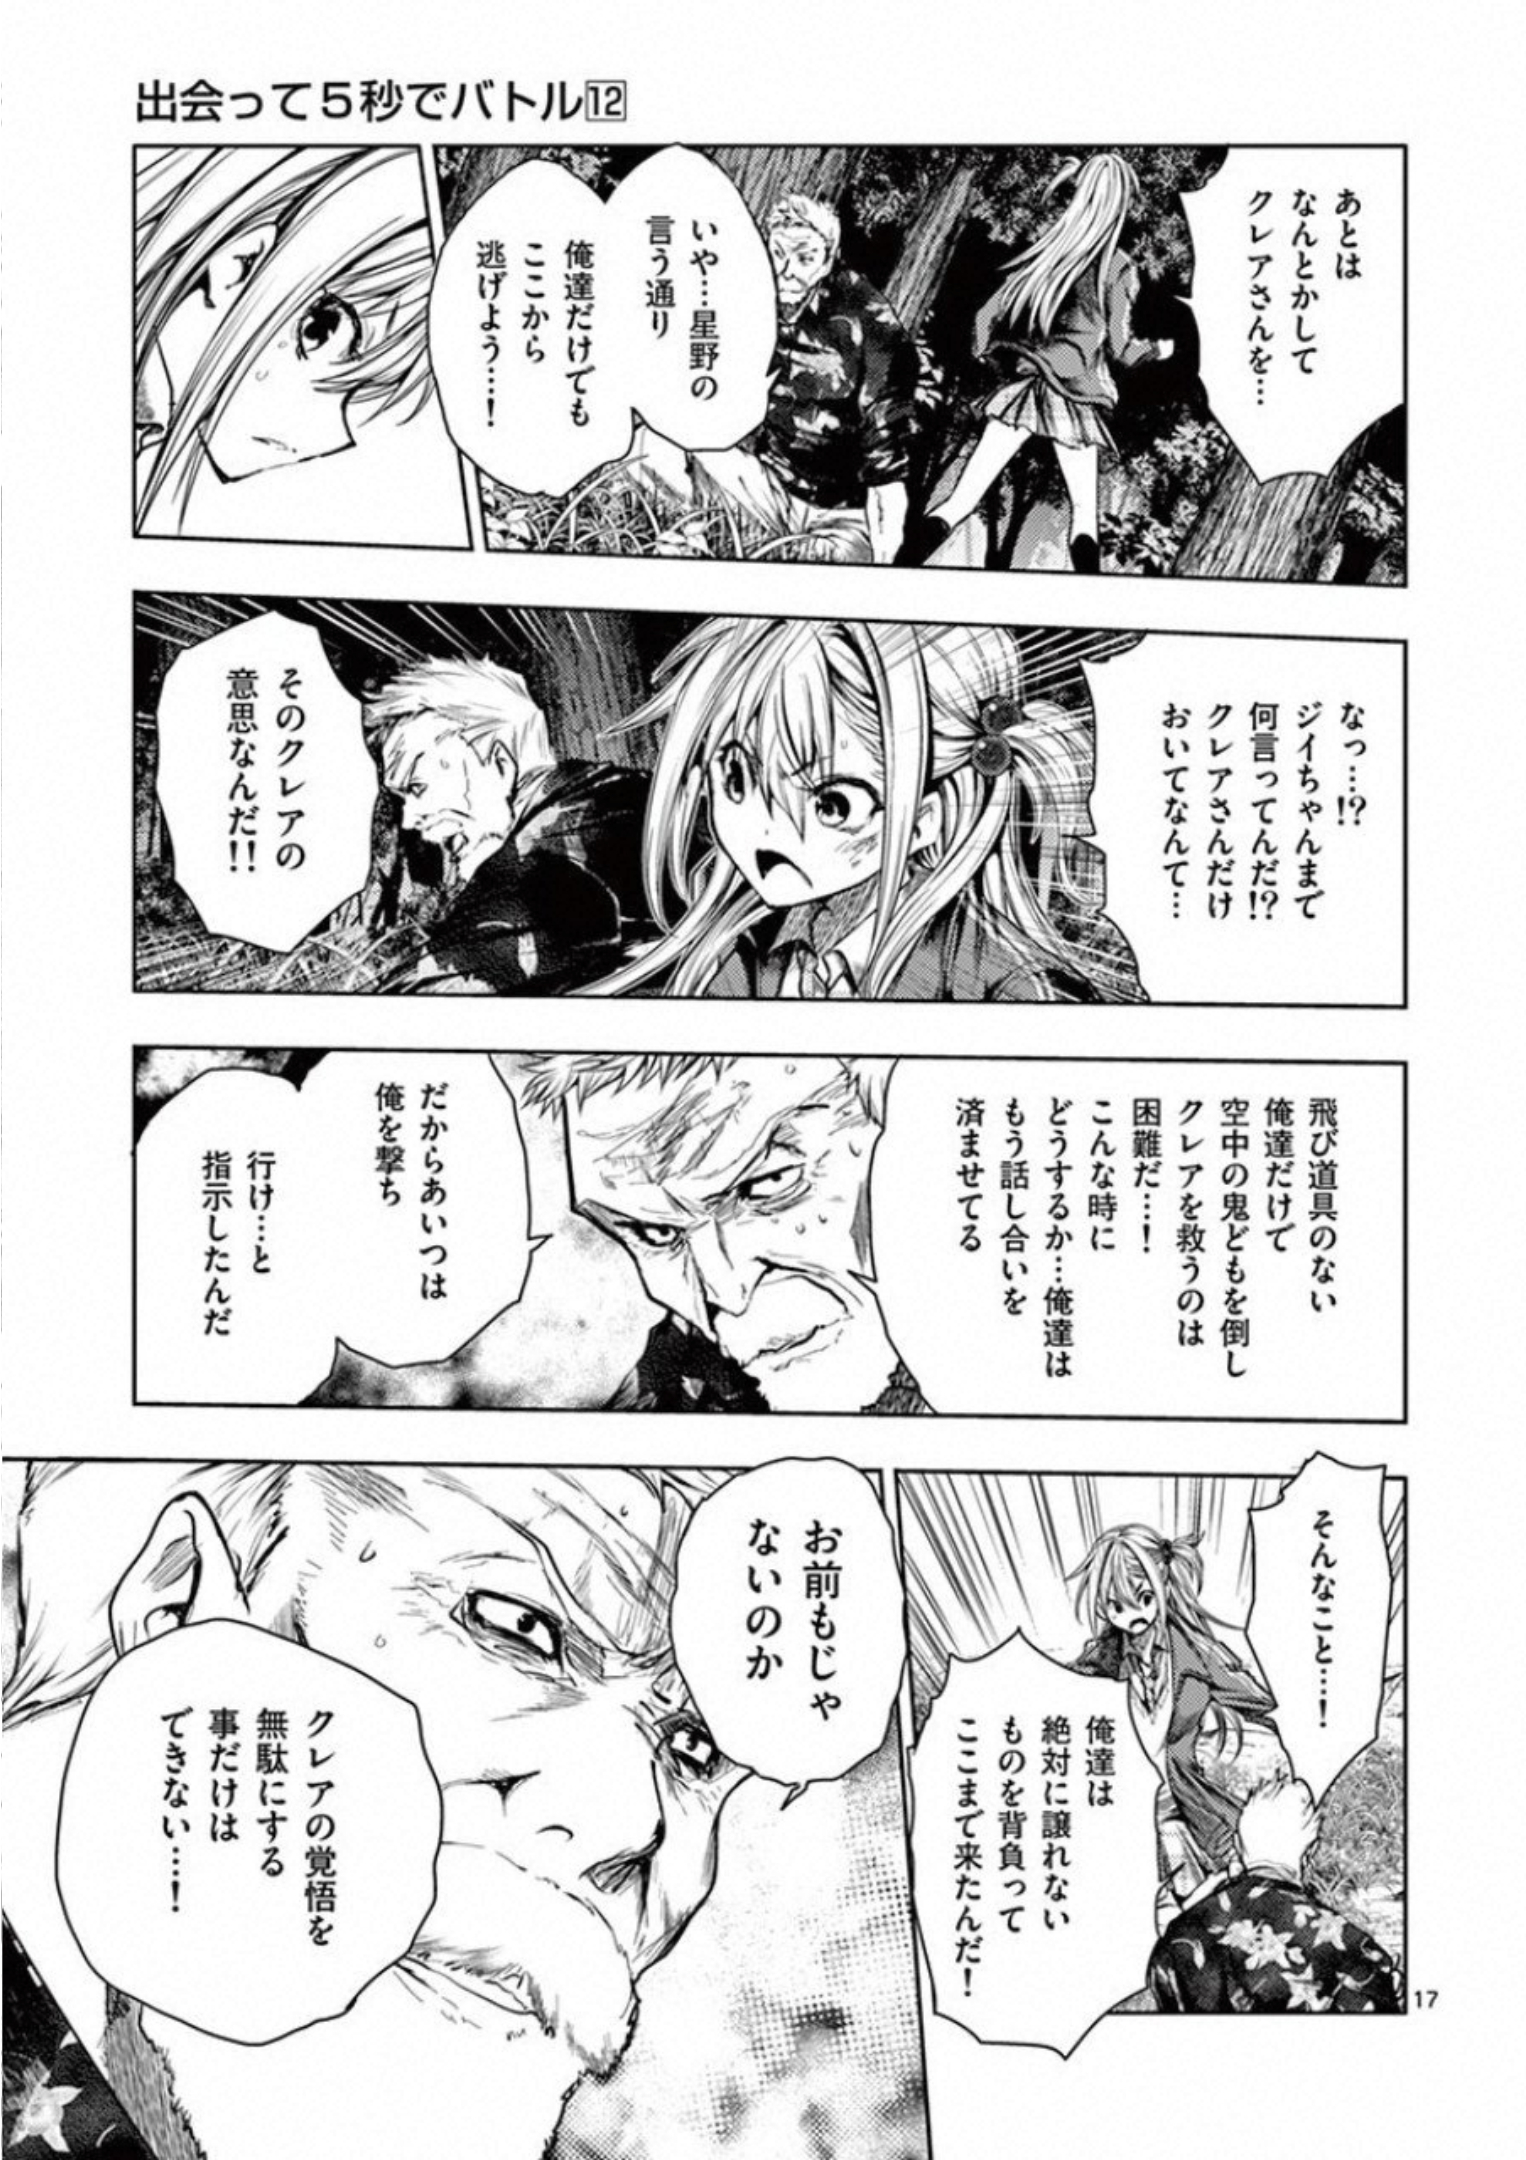 出会って5秒でバトル12
あとは
なんとかして
クレアさんを…
いや…星野の
言う通り
俺達だけでも
ここから
逃げよう…！
なっ…!?
ジイちゃんまで
何言ってんだ!?
クレアさんだけ
おいてなんて…
そのクレアの
意思なんだ!!
飛び道具のない
俺達だけで
空中の鬼どもを倒し
クレアを救うのは
困難だ…！
こんな時に
どうするか…俺達は
もう話し合いを
済ませてる
だからあいつは
俺を撃ち
行け…と
指示したんだ
そんなこと…！
俺達は
絶対に譲れない
ものを背負って
ここまで来たんだ！
お前もじゃ
ないのか
クレアの覚悟を
無駄にする
事だけは
できない…！
17